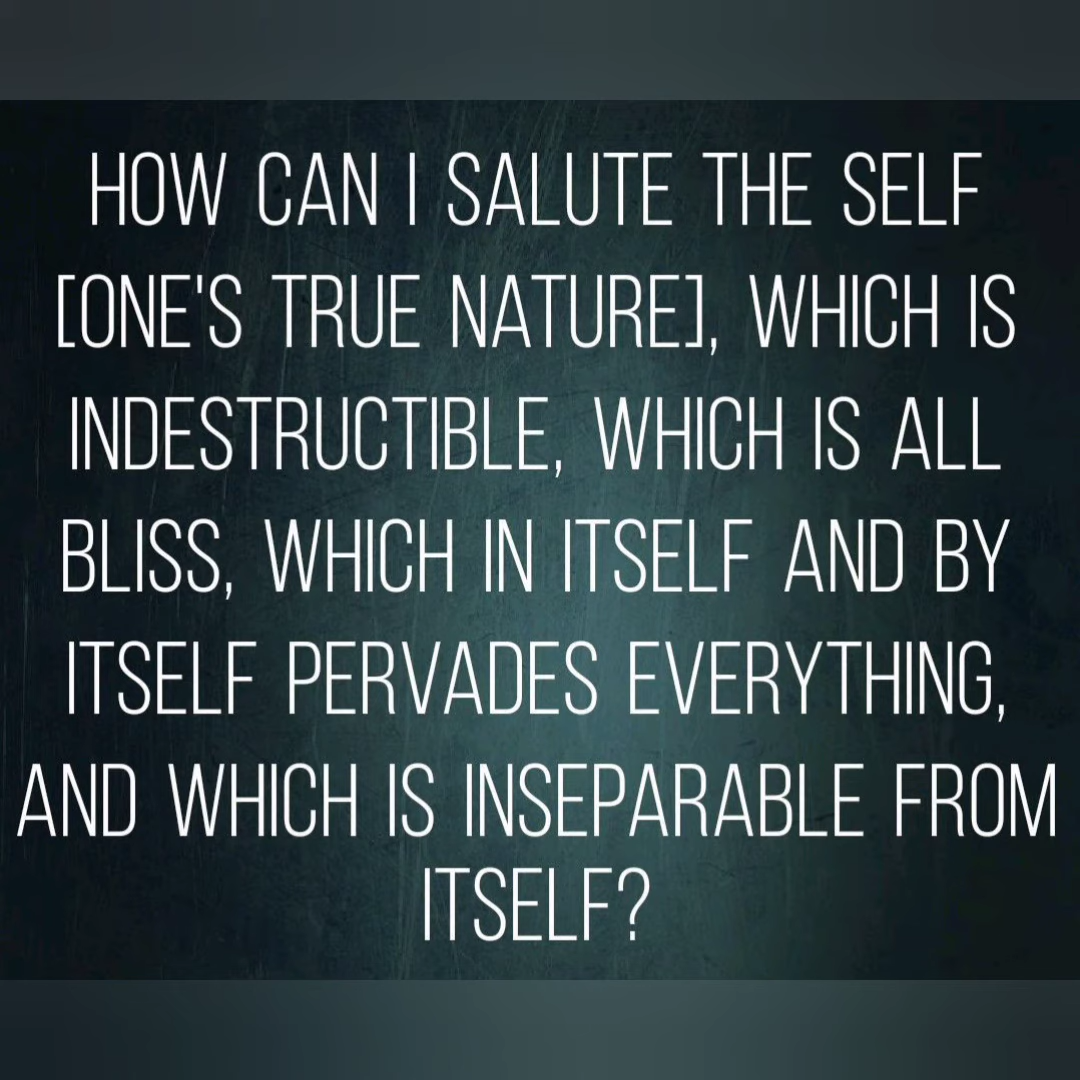 HOW CAN I SALUTE THE SELF
[ONE'S TRUE NATURE], WHICH IS
INDESTRUCTIBLE, WHICH IS ALL
BLISS, WHICH IN ITSELF AND BY
ITSELF PERVADES EVERYTHING,
AND WHICH IS INSEPARABLE FROM
ITSELF?